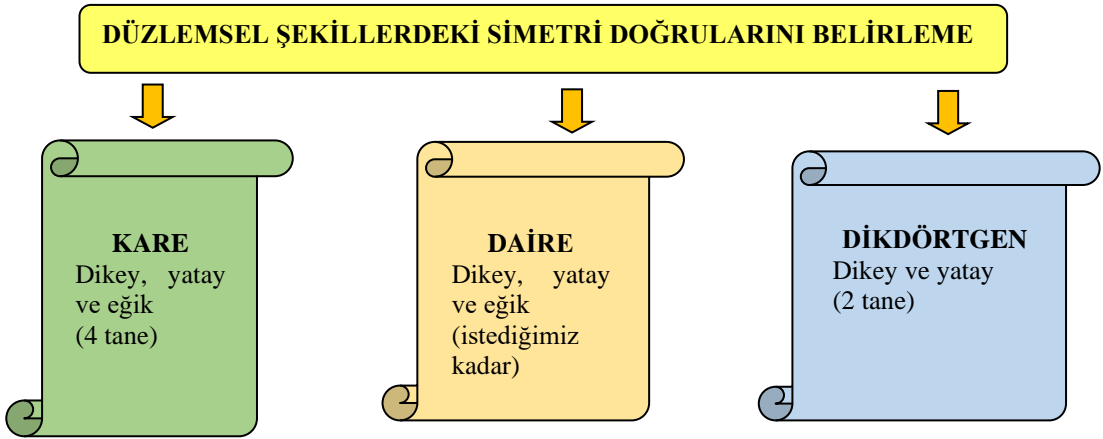 DÜZLEMSEL ŞEKİLLERDEKİ SİMETRİ DOĞRULARINI BELİRLEME
KARE
Dikey, yatay
ve eğik
(4 tane)
DAİRE
Dikey, yatay
ve eğik
(istediğimiz
kadar)
DİKDÖRTGEN
Dikey ve yatay
(2 tane)